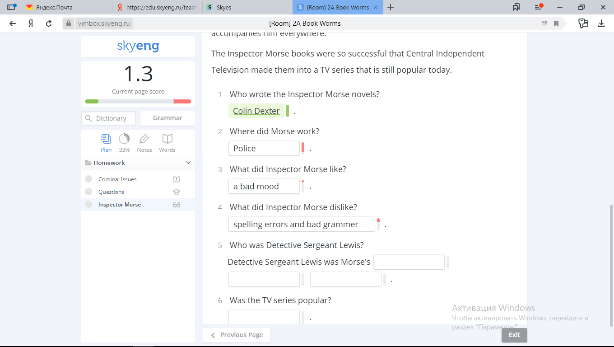 Яндекс.Почта
https://edu.skyeng.ru/teach
Skyes
[Room] 2A Book Worms
vimbox.skyeng.ru
[Room] 2A Book Worms
accompanies him everywhere.
skyeng
The Inspector Morse books were so successful that Central Independent
Television made them into a TV series that is still popular today.
1.3
Current page score
Dictionary
Grammar
Plan
33%
Notes
Words
Homework
Criminal Issues
Questions
Inspector Morse
1 Who wrote the Inspector Morse novels?
Colin Dexter .
2 Where did Morse work?
Police .
3 What did Inspector Morse like?
a bad mood .
4 What did Inspector Morse dislike?
spelling errors and bad grammer .
5 Who was Detective Sergeant Lewis?
Detective Sergeant Lewis was Morse's
.
6 Was the TV series popular?
.
Активация Windows
Чтобы активировать Windows, перейдите в
раздел "Параметры".
Previous Page
Exit